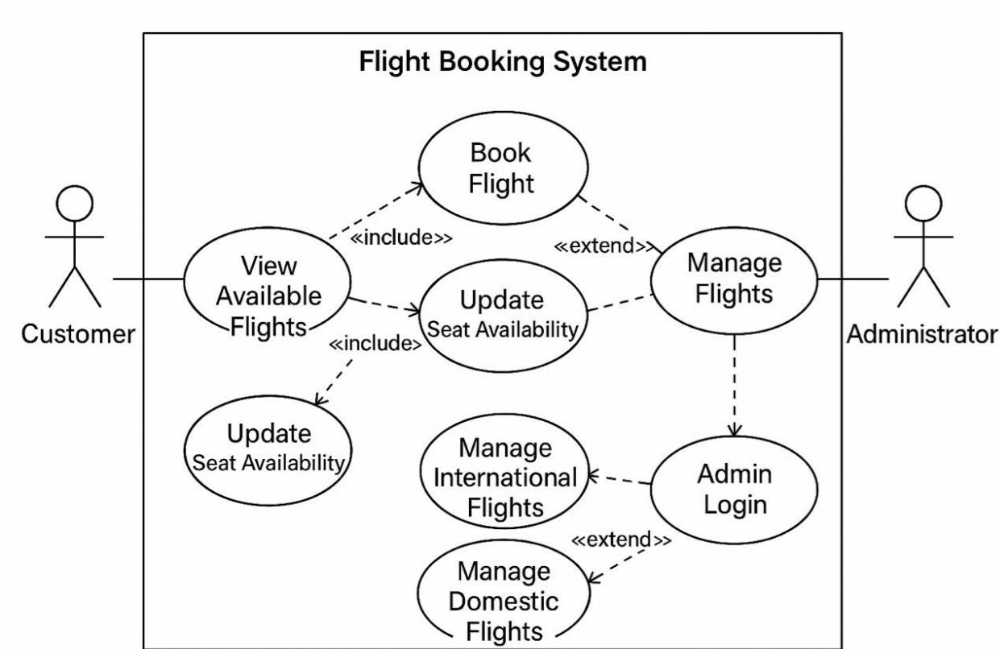 Flight Booking System
Book
Flight
«include>>
«extend>>
View
Available
Flights
Manage
Flights
Update
Seat Availability
Customer
Administrator
«include>
Update
Seat Availability
Manage
International
Flights
Admin
Login
«extend>>
Manage
Domestic
Flights